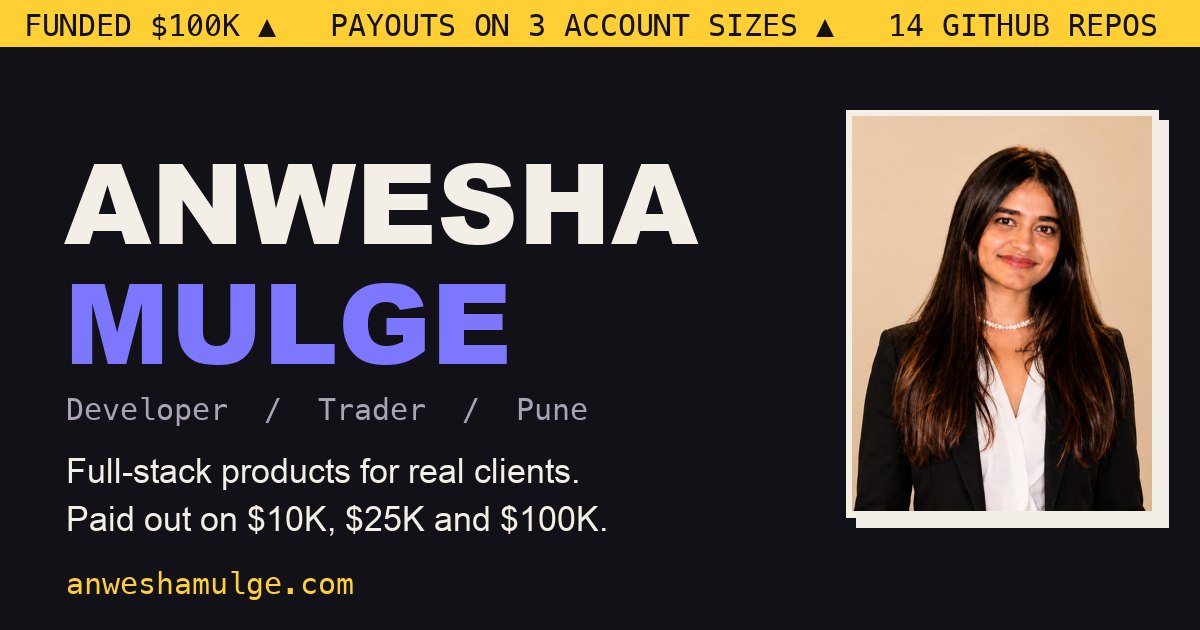 FUNDED $100K ▲ PAYOUTS ON 3 ACCOUNT SIZES ▲ 14 GITHUB REPOS
ANWESHA
MULGE
Developer / Trader / Pune
Full-stack products for real clients.
Paid out on $10K, $25K and $100K.
anweshamulge.com